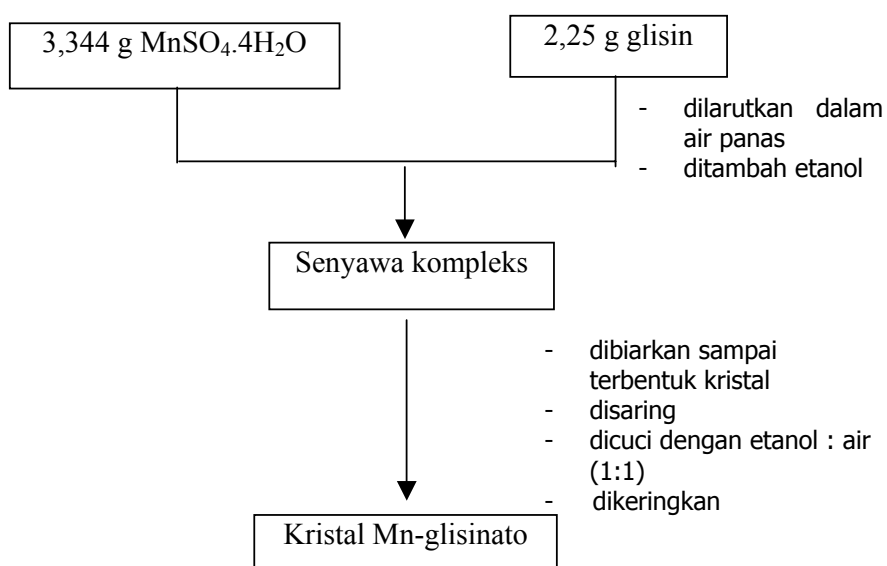 3,344 g MnSO₄.4H₂O
2,25 g glisin
- dilarutkan dalam
air panas
- ditambah etanol
Senyawa kompleks
- dibiarkan sampai
terbentuk kristal
- disaring
- dicuci dengan etanol : air
(1:1)
- dikeringkan
Kristal Mn-glisinato